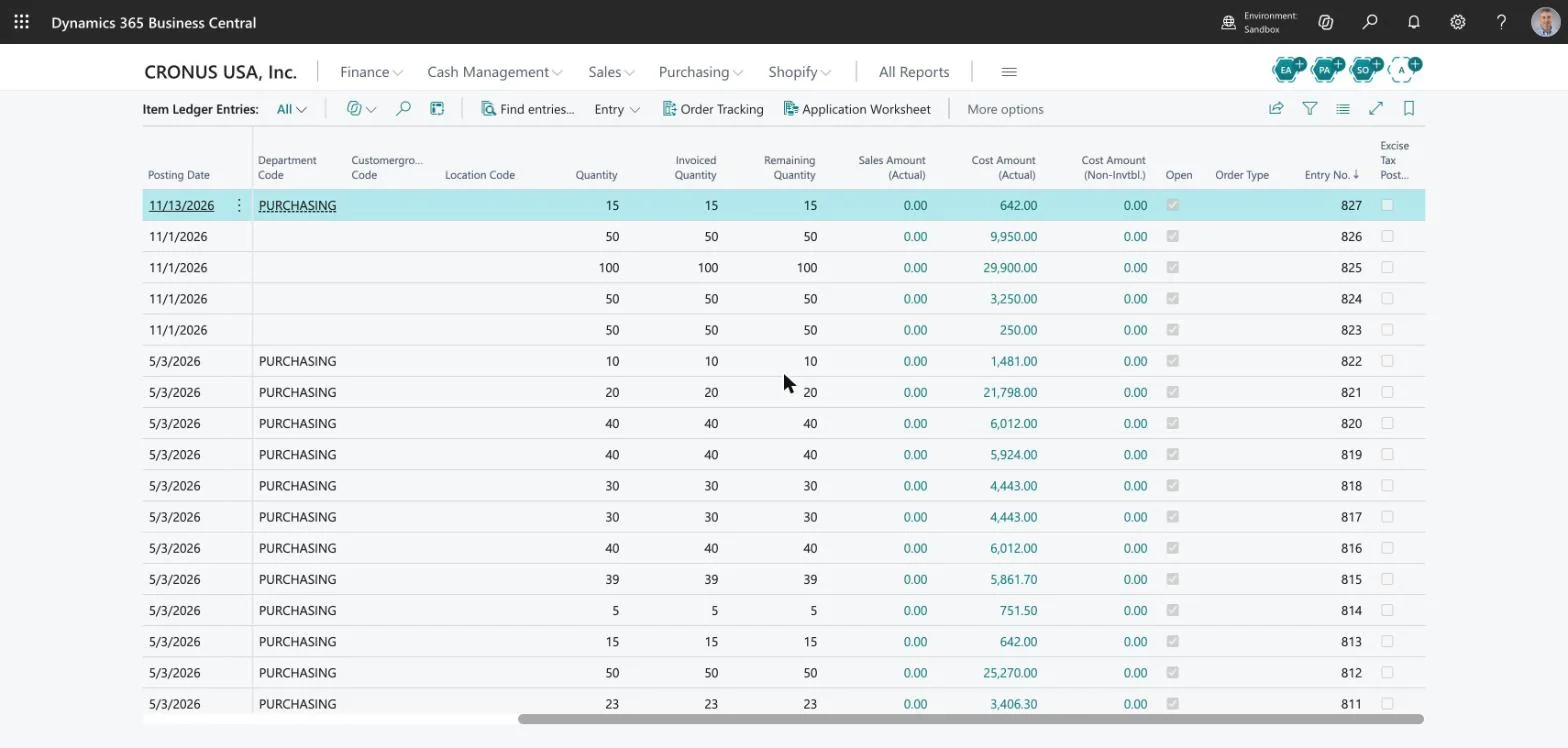 Dynamics 365 Business Central
Environment:
Sandbox
CRONUS USA, Inc. Finance Cash Management Sales Purchasing Shopify All Reports
EA PA SO A
Item Ledger Entries: All Find entries... Entry Order Tracking Application Worksheet More options
Posting Date Department Code Customergro... Code Location Code Quantity Invoiced Quantity Remaining Quantity Sales Amount (Actual) Cost Amount (Actual) Cost Amount (Non-Invtbl.) Open Order Type Entry No. ↓ Excise Tax Post...
11/13/2026 PURCHASING 15 15 15 0.00 642.00 0.00 827
11/1/2026 50 50 50 0.00 9,950.00 0.00 826
11/1/2026 100 100 100 0.00 29,900.00 0.00 825
11/1/2026 50 50 50 0.00 3,250.00 0.00 824
11/1/2026 50 50 50 0.00 250.00 0.00 823
5/3/2026 PURCHASING 10 10 10 0.00 1,481.00 0.00 822
5/3/2026 PURCHASING 20 20 20 0.00 21,798.00 0.00 821
5/3/2026 PURCHASING 40 40 40 0.00 6,012.00 0.00 820
5/3/2026 PURCHASING 40 40 40 0.00 5,924.00 0.00 819
5/3/2026 PURCHASING 30 30 30 0.00 4,443.00 0.00 818
5/3/2026 PURCHASING 30 30 30 0.00 4,443.00 0.00 817
5/3/2026 PURCHASING 40 40 40 0.00 6,012.00 0.00 816
5/3/2026 PURCHASING 39 39 39 0.00 5,861.70 0.00 815
5/3/2026 PURCHASING 5 5 5 0.00 751.50 0.00 814
5/3/2026 PURCHASING 15 15 15 0.00 642.00 0.00 813
5/3/2026 PURCHASING 50 50 50 0.00 25,270.00 0.00 812
5/3/2026 PURCHASING 23 23 23 0.00 3,406.30 0.00 811